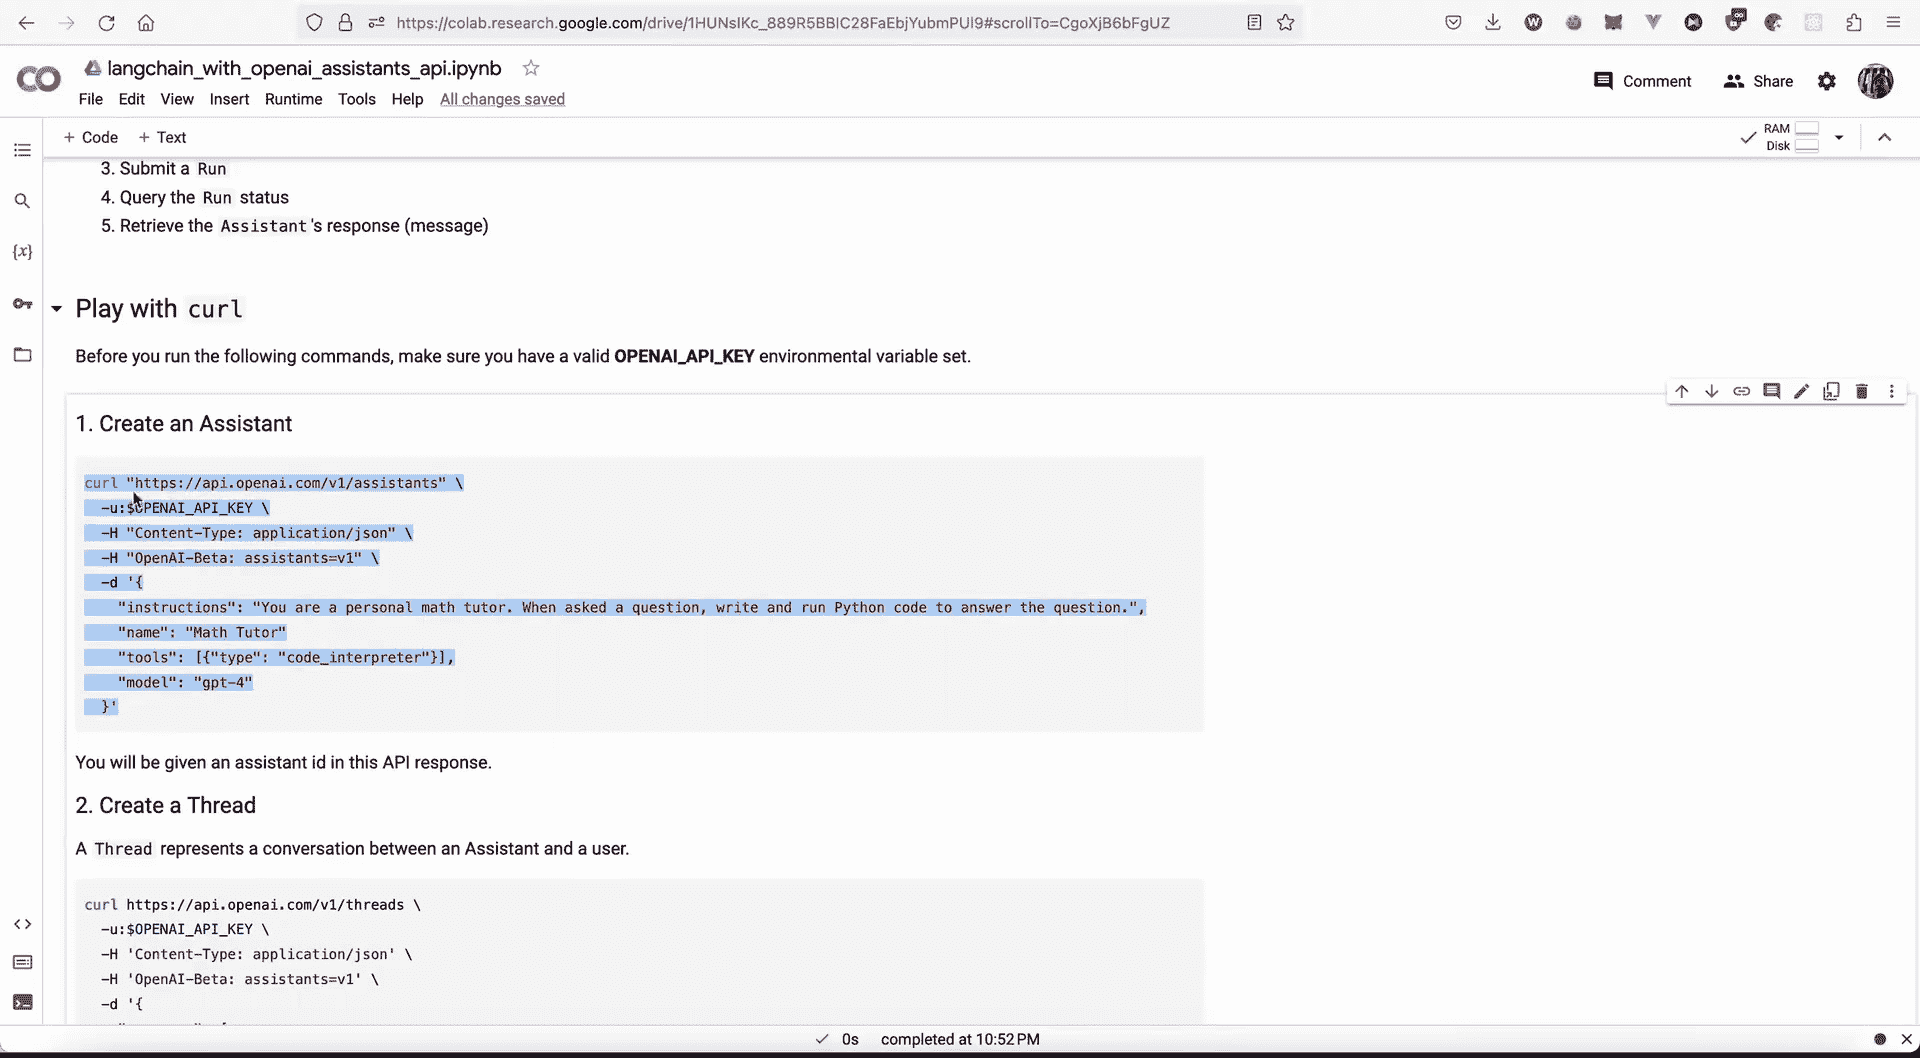 https://colab.research.google.com/drive/1HUNsIKc_889R5BBIC28FaEbjYubmPUl9#scrollTo=CgoXjB6bFgUZ
langchain_with_openai_assistants_api.ipynb
Comment
Share
File Edit View Insert Runtime Tools Help All changes saved
+ Code + Text
RAM
Disk
3. Submit a Run
4. Query the Run status
5. Retrieve the Assistant's response (message)
{x}
Play with curl
Before you run the following commands, make sure you have a valid OPENAI_API_KEY environmental variable set.
1. Create an Assistant
curl "https://api.openai.com/v1/assistants" \
-u:$OPENAI_API_KEY \
-H "Content-Type: application/json" \
-H "OpenAI-Beta: assistants=v1" \
-d '{
"instructions": "You are a personal math tutor. When asked a question, write and run Python code to answer the question.",
"name": "Math Tutor"
"tools": [{"type": "code_interpreter"}],
"model": "gpt-4"
}'
You will be given an assistant id in this API response.
2. Create a Thread
A Thread represents a conversation between an Assistant and a user.
curl https://api.openai.com/v1/threads \
-u:$OPENAI_API_KEY \
-H 'Content-Type: application/json' \
-H 'OpenAI-Beta: assistants=v1' \
-d '{
0s completed at 10:52 PM